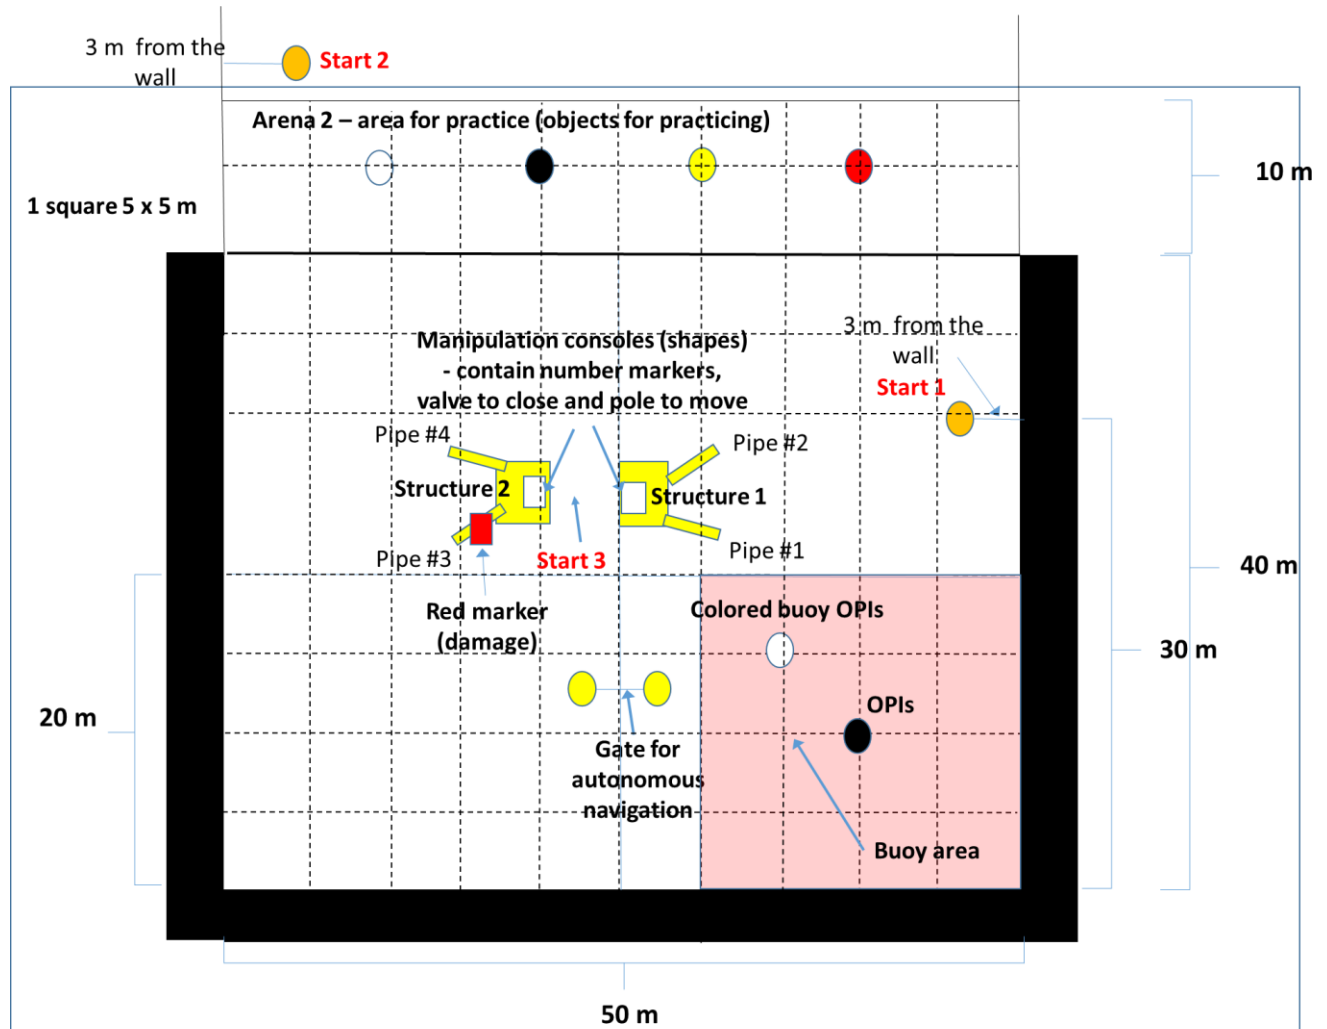 3 m  from the
wall
Start 2
Arena 2 – area for practice (objects for practicing)
10 m
1 square 5 x 5 m
3 m  from the
wall
Start 1
Manipulation consoles (shapes)
- contain number markers,
valve to close and pole to move
Pipe #4
Pipe #2
Structure 2
Structure 1
Pipe #3
Start 3
Pipe #1
40 m
Red marker
(damage)
Colored buoy OPIs
30 m
20 m
OPIs
Gate for
autonomous
navigation
Buoy area
50 m